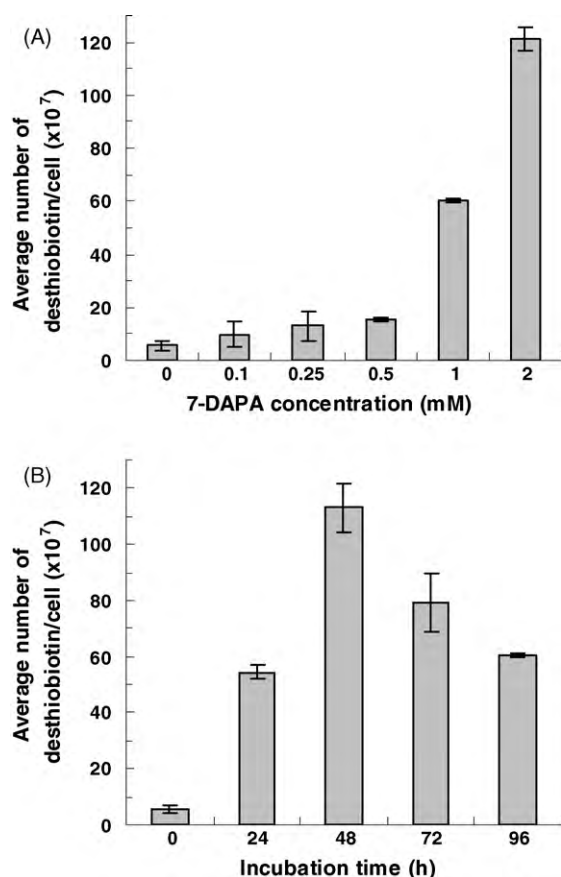 (A)
Average number of
desthiobiotin/cell (x10⁷)
120
100
80
60
40
20
0
0 0.1 0.25 0.5 1 2
7-DAPA concentration (mM)
(B)
Average number of
desthiobiotin/cell (x10⁷)
120
100
80
60
40
20
0
0 24 48 72 96
Incubation time (h)